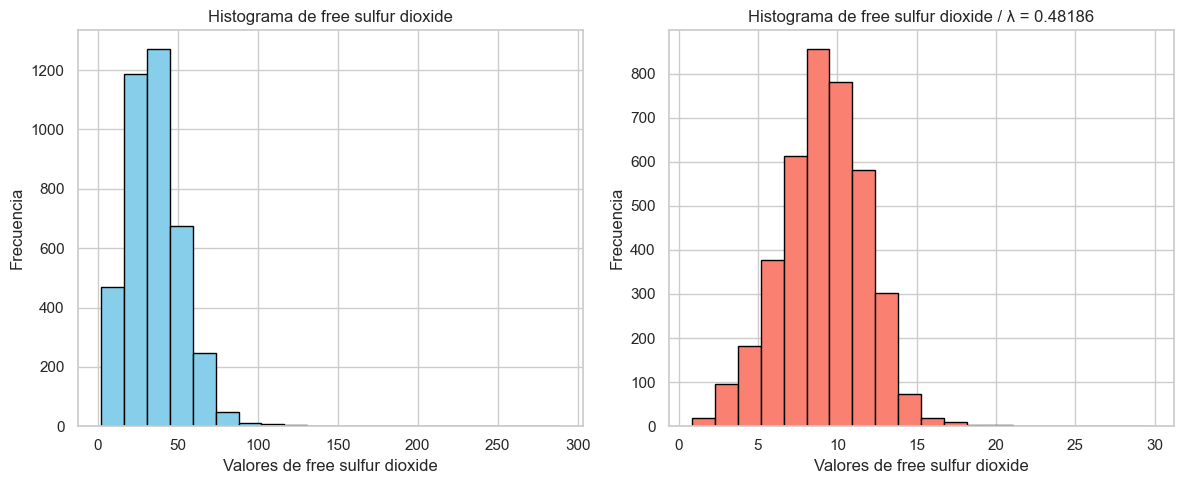 Histograma de free sulfur dioxide
1200
1000
800
600
400
200
0
Frecuencia
0 50 100 150 200 250 300
Valores de free sulfur dioxide
Histograma de free sulfur dioxide / λ = 0.48186
800
700
600
500
400
300
200
100
0
Frecuencia
0 5 10 15 20 25 30
Valores de free sulfur dioxide